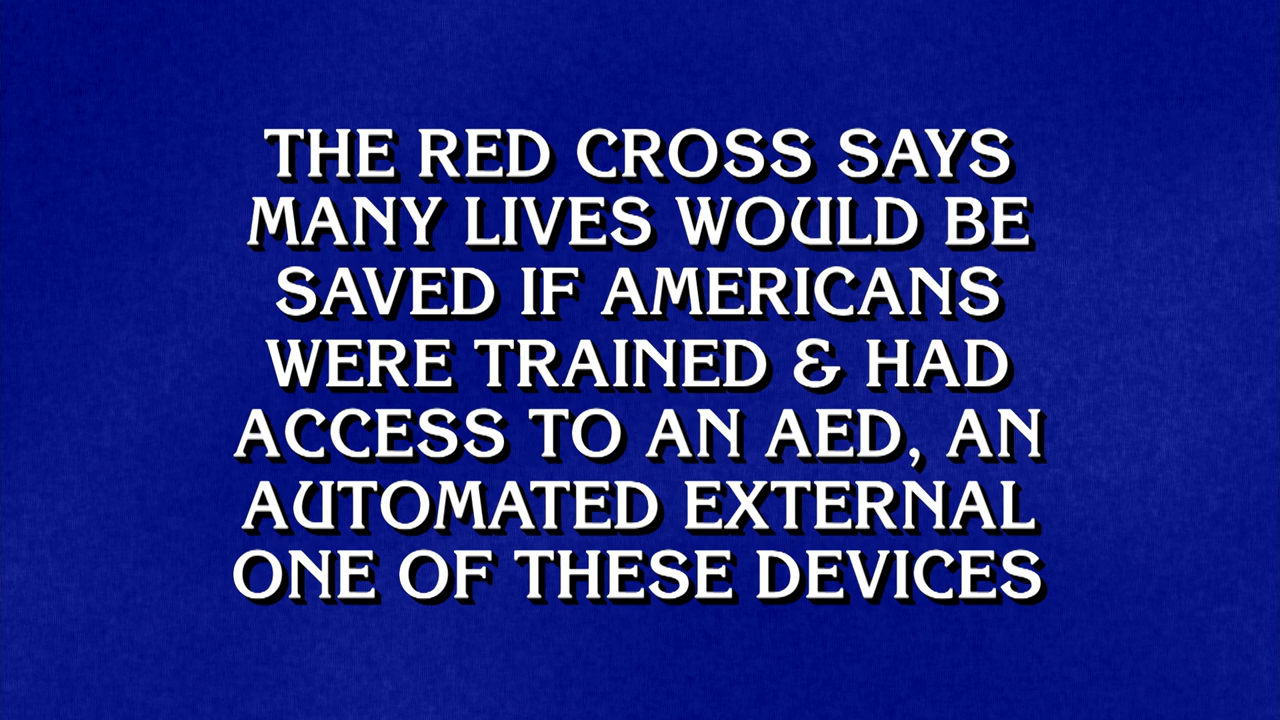 THE RED CROSS SAYS
MANY LIVES WOULD BE
SAVED IF AMERICANS
WERE TRAINED & HAD
ACCESS TO AN AED, AN
AUTOMATED EXTERNAL
ONE OF THESE DEVICES